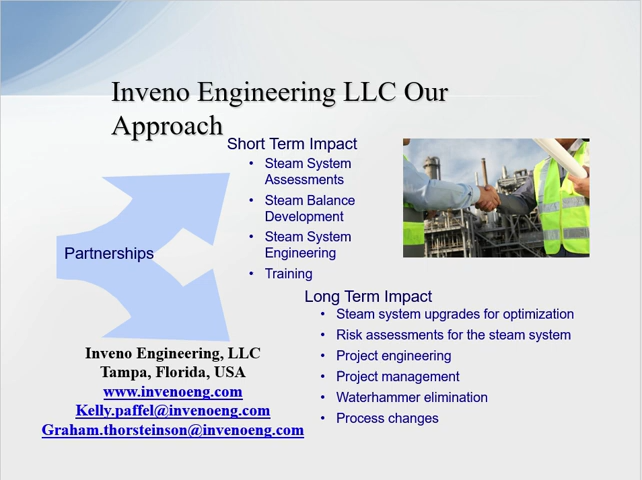 Inveno Engineering LLC Our
Approach
Short Term Impact
• Steam System
Assessments
• Steam Balance
Development
• Steam System
Engineering
• Training
Partnerships
Long Term Impact
• Steam system upgrades for optimization
• Risk assessments for the steam system
• Project engineering
• Project management
• Waterhammer elimination
• Process changes
Inveno Engineering, LLC
Tampa, Florida, USA
www.invenoeng.com
Kelly.paffel@invenoeng.com
Graham.thorsteinson@invenoeng.com